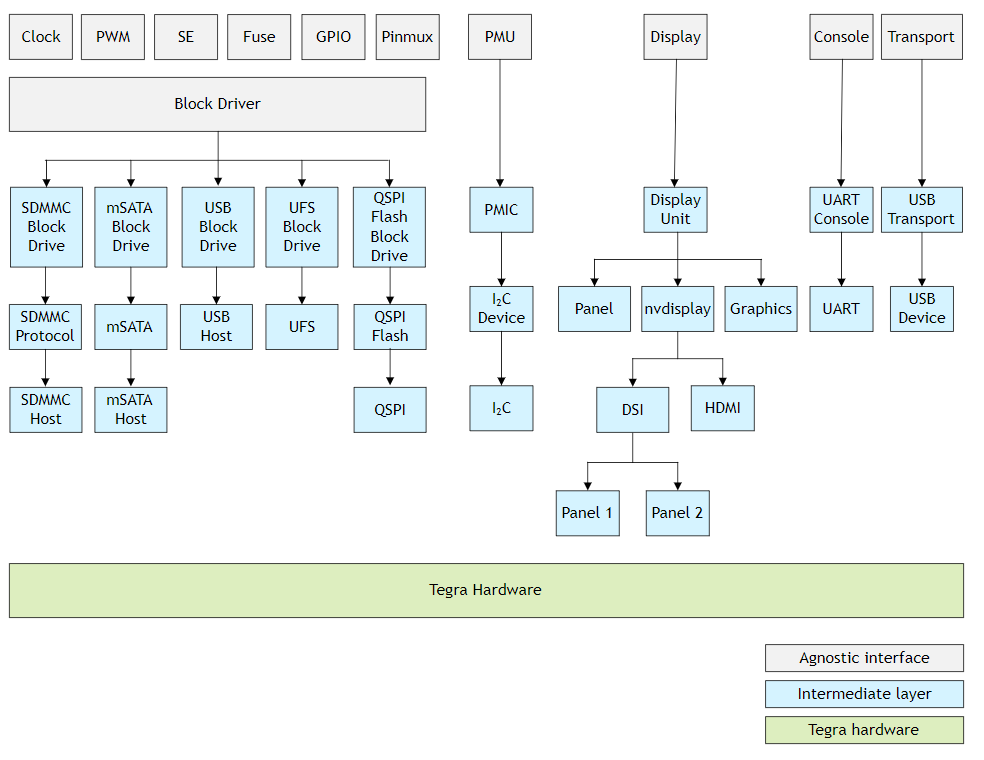 Clock
PWM
SE
Fuse
GPIO
Pinmux
PMU
Display
Console
Transport
Block Driver
SDMMC
Block
Drive
mSATA
Block
Drive
USB
Block
Drive
UFS
Block
Drive
QSPI
Flash
Block
Drive
PMIC
Display
Unit
UART
Console
USB
Transport
SDMMC
Protocol
mSATA
USB
Host
UFS
QSPI
Flash
I₂C
Device
Panel
nvdisplay
Graphics
UART
USB
Device
SDMMC
Host
mSATA
Host
QSPI
I₂C
DSI
HDMI
Panel 1
Panel 2
Tegra Hardware
Agnostic interface
Intermediate layer
Tegra hardware